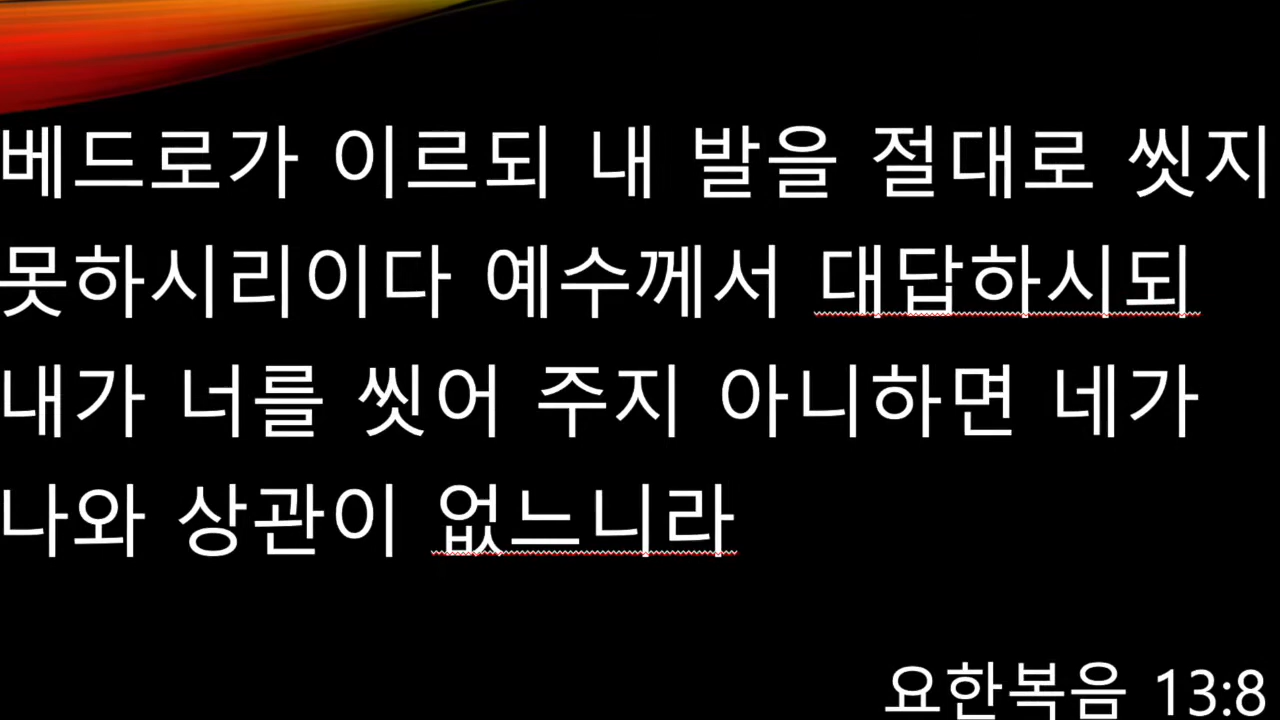 베드로가 이르되 내 발을 절대로 씻지
못하시리이다 예수께서 대답하시되
내가 너를 씻어 주지 아니하면 네가
나와 상관이 없느니라
요한복음 13:8